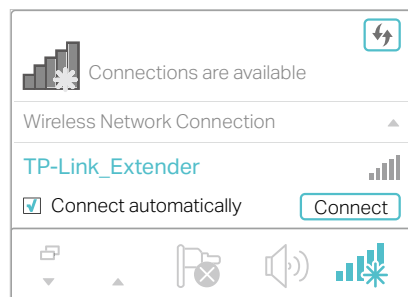 Connections are available
Wireless Network Connection
TP-Link_Extender
Connect automatically
Connect